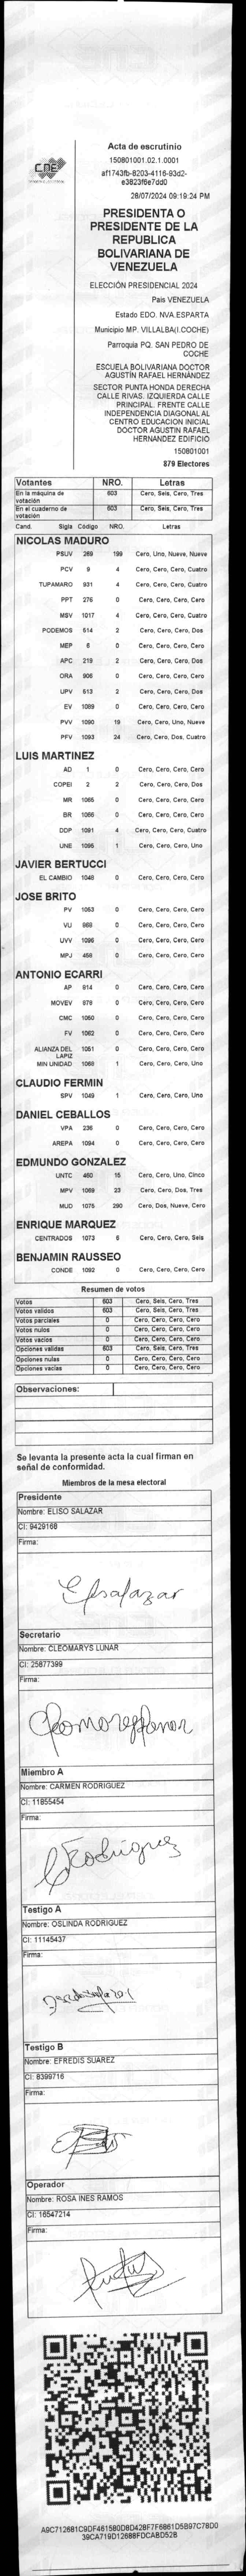 Acta de escrutinio
150801001.02.1.0001
af1743fb-8203-4116-93d2-
e3823f6e7dd0
28/07/2024 09:19:24 PM
CNE
PRESIDENTA O
PRESIDENTE DE LA
REPUBLICA
BOLIVARIANA DE
VENEZUELA
ELECCIÓN PRESIDENCIAL 2024
Pais VENEZUELA
Estado EDO. NVA.ESPARTA
Municipio MP. VILLALBA(I.COCHE)
Parroquia PQ. SAN PEDRO DE
COCHE
ESCUELA BOLIVARIANA DOCTOR
AGUSTÍN RAFAEL HERNÁNDEZ
SECTOR PUNTA HONDA DERECHA
CALLE RIVAS. IZQUIERDA CALLE
PRINCIPAL. FRENTE CALLE
INDEPENDENCIA DIAGONAL AL
CENTRO EDUCACION INICIAL
DOCTOR AGUSTIN RAFAEL
HERNANDEZ EDIFICIO
150801001
879 Electores
Votantes NRO. Letras
En la máquina de votación 603 Cero, Seis, Cero, Tres
En el cuaderno de votación 603 Cero, Seis, Cero, Tres
Cand. Sigla Código NRO. Letras
NICOLAS MADURO
PSUV 269 199 Cero, Uno, Nueve, Nueve
PCV 9 4 Cero, Cero, Cero, Cuatro
TUPAMARO 931 4 Cero, Cero, Cero, Cuatro
PPT 276 0 Cero, Cero, Cero, Cero
MSV 1017 4 Cero, Cero, Cero, Cuatro
PODEMOS 514 2 Cero, Cero, Cero, Dos
MEP 6 0 Cero, Cero, Cero, Cero
APC 219 2 Cero, Cero, Cero, Dos
ORA 906 0 Cero, Cero, Cero, Cero
UPV 513 2 Cero, Cero, Cero, Dos
EV 1089 0 Cero, Cero, Cero, Cero
PVV 1090 19 Cero, Cero, Uno, Nueve
PFV 1093 24 Cero, Cero, Dos, Cuatro
LUIS MARTINEZ
AD 1 0 Cero, Cero, Cero, Cero
COPEI 2 2 Cero, Cero, Cero, Dos
MR 1065 0 Cero, Cero, Cero, Cero
BR 1066 0 Cero, Cero, Cero, Cero
DDP 1091 4 Cero, Cero, Cero, Cuatro
UNE 1095 1 Cero, Cero, Cero, Uno
JAVIER BERTUCCI
EL CAMBIO 1048 0 Cero, Cero, Cero, Cero
JOSE BRITO
PV 1053 0 Cero, Cero, Cero, Cero
VU 868 0 Cero, Cero, Cero, Cero
UVV 1096 0 Cero, Cero, Cero, Cero
MPJ 458 0 Cero, Cero, Cero, Cero
ANTONIO ECARRI
AP 814 0 Cero, Cero, Cero, Cero
MOVEV 878 0 Cero, Cero, Cero, Cero
CMC 1050 0 Cero, Cero, Cero, Cero
FV 1062 0 Cero, Cero, Cero, Cero
ALIANZA DEL LAPIZ 1051 0 Cero, Cero, Cero, Cero
MIN UNIDAD 1068 1 Cero, Cero, Cero, Uno
CLAUDIO FERMIN
SPV 1049 1 Cero, Cero, Cero, Uno
DANIEL CEBALLOS
VPA 236 0 Cero, Cero, Cero, Cero
AREPA 1094 0 Cero, Cero, Cero, Cero
EDMUNDO GONZALEZ
UNTC 460 15 Cero, Cero, Uno, Cinco
MPV 1069 23 Cero, Cero, Dos, Tres
MUD 1075 290 Cero, Dos, Nueve, Cero
ENRIQUE MARQUEZ
CENTRADOS 1073 6 Cero, Cero, Cero, Seis
BENJAMIN RAUSSEO
CONDE 1092 0 Cero, Cero, Cero, Cero
Resumen de votos
Votos 603 Cero, Seis, Cero, Tres
Votos validos 603 Cero, Seis, Cero, Tres
Votos parciales 0 Cero, Cero, Cero, Cero
Votos nulos 0 Cero, Cero, Cero, Cero
Votos vacios 0 Cero, Cero, Cero, Cero
Opciones validas 603 Cero, Seis, Cero, Tres
Opciones nulas 0 Cero, Cero, Cero, Cero
Opciones vacias 0 Cero, Cero, Cero, Cero
Observaciones:
Se levanta la presente acta la cual firman en
señal de conformidad.
Miembros de la mesa electoral
Presidente
Nombre: ELISO SALAZAR
CI: 9429168
Firma:
Secretario
Nombre: CLEOMARYS LUNAR
CI: 25877399
Firma:
Miembro A
Nombre: CARMEN RODRIGUEZ
CI: 11855454
Firma:
Testigo A
Nombre: OSLINDA RODRIGUEZ
CI: 11145437
Firma:
Testigo B
Nombre: EFREDIS SUAREZ
CI: 8399716
Firma:
Operador
Nombre: ROSA INES RAMOS
CI: 16547214
Firma:
A9C712681C9DF461580D8D428F7F6861D5B97C78D0
39CA719D12688FDCABD528